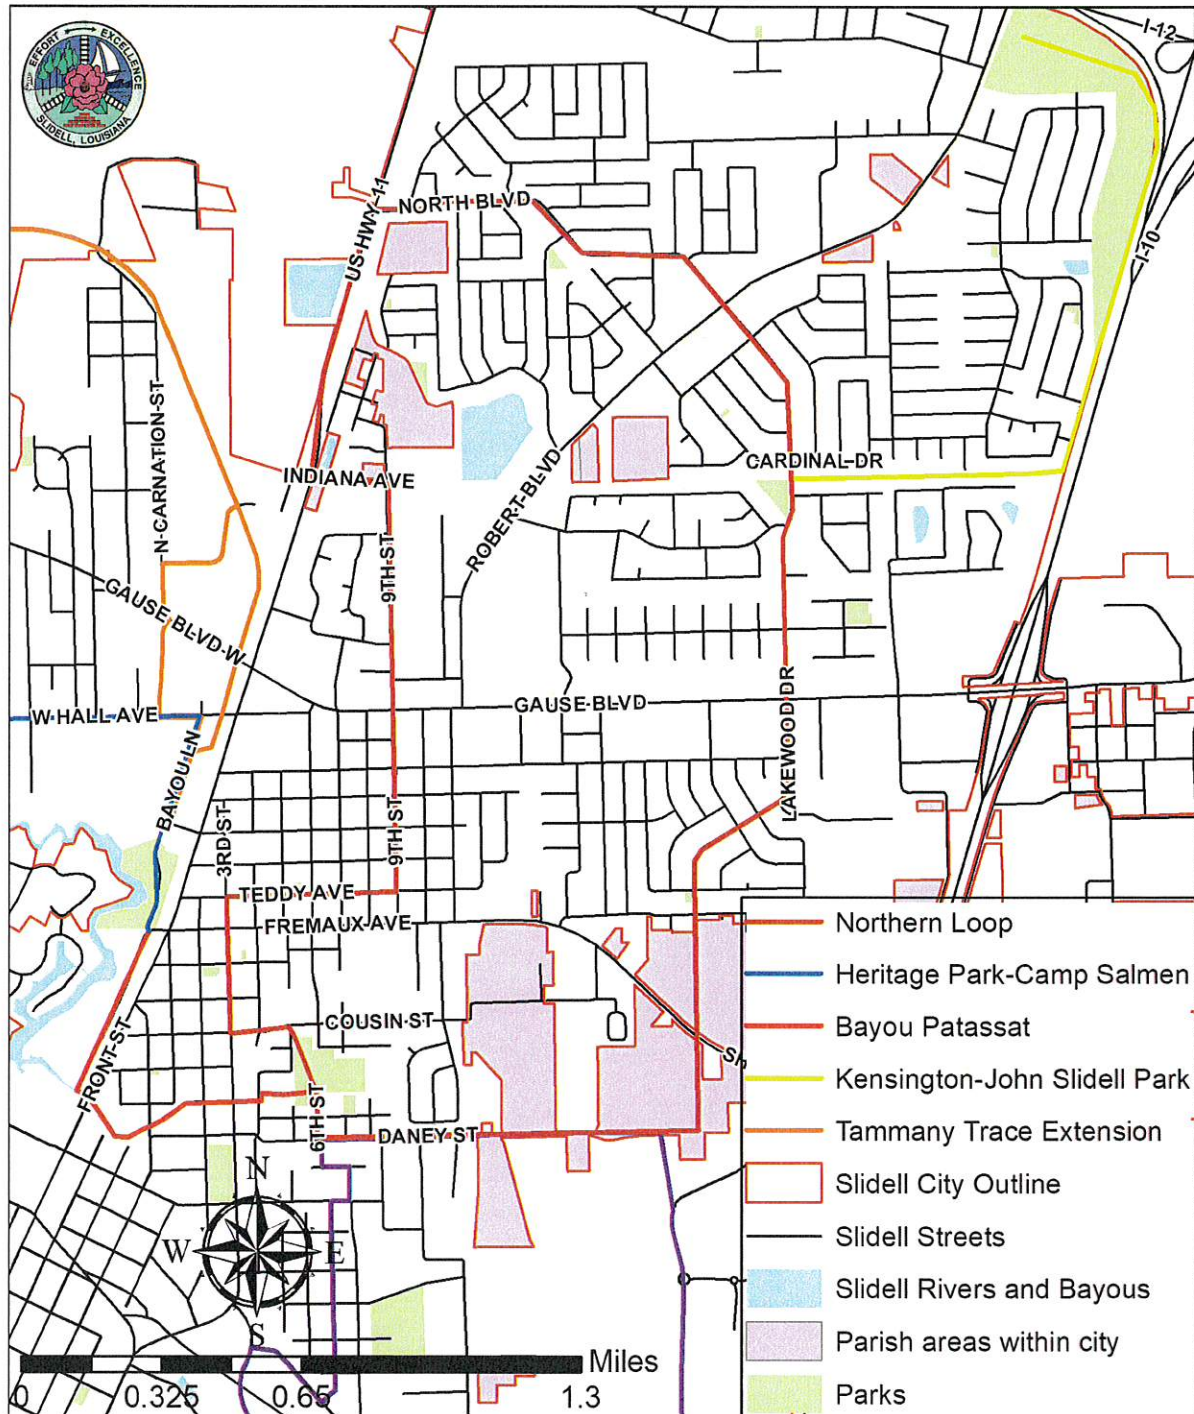 EFFORT EXCELLENCE
SLIDELL, LOUISIANA
I-12
US HWY-11
NORTH BLVD
I-10
N-CARNATION-ST
INDIANA AVE
CARDINAL-DR
ROBERT-BLVD
9TH ST
GAUSE BLVD-W
W HALL AVE
GAUSE-BLVD
LAKEWOOD DR
BAYOU LN
3RD ST
9TH ST
TEDDY AVE
FREMAUX-AVE
COUSIN ST
Sh
FRONT-ST
6TH ST
DANEY ST
N
W E
S
0 0.325 0.65 1.3 Miles
Northern Loop
Heritage Park-Camp Salmen
Bayou Patassat
Kensington-John Slidell Park
Tammany Trace Extension
Slidell City Outline
Slidell Streets
Slidell Rivers and Bayous
Parish areas within city
Parks